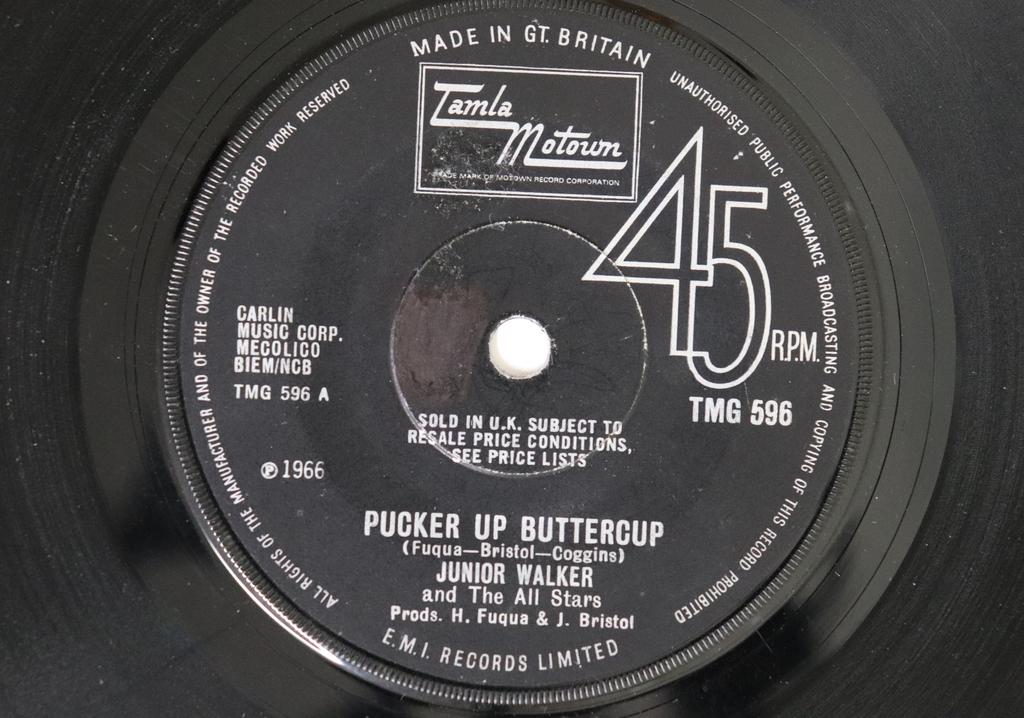 MADE IN GT. BRITAIN
Tamla
Motown
TRADE MARK OF MOTOWN RECORD CORPORATION
45
R.P.M.
TMG 596
CARLIN
MUSIC CORP.
MECOLICO
BIEM/NCB
TMG 596 A
SOLD IN U.K. SUBJECT TO
RESALE PRICE CONDITIONS,
SEE PRICE LISTS
℗ 1966
PUCKER UP BUTTERCUP
(Fuqua—Bristol—Coggins)
JUNIOR WALKER
and The All Stars
Prods. H. Fuqua & J. Bristol
E.M.I. RECORDS LIMITED
ALL RIGHTS OF THE MANUFACTURER AND OF THE OWNER OF THE RECORDED WORK RESERVED
UNAUTHORISED PUBLIC PERFORMANCE BROADCASTING AND COPYING OF THIS RECORD PROHIBITED